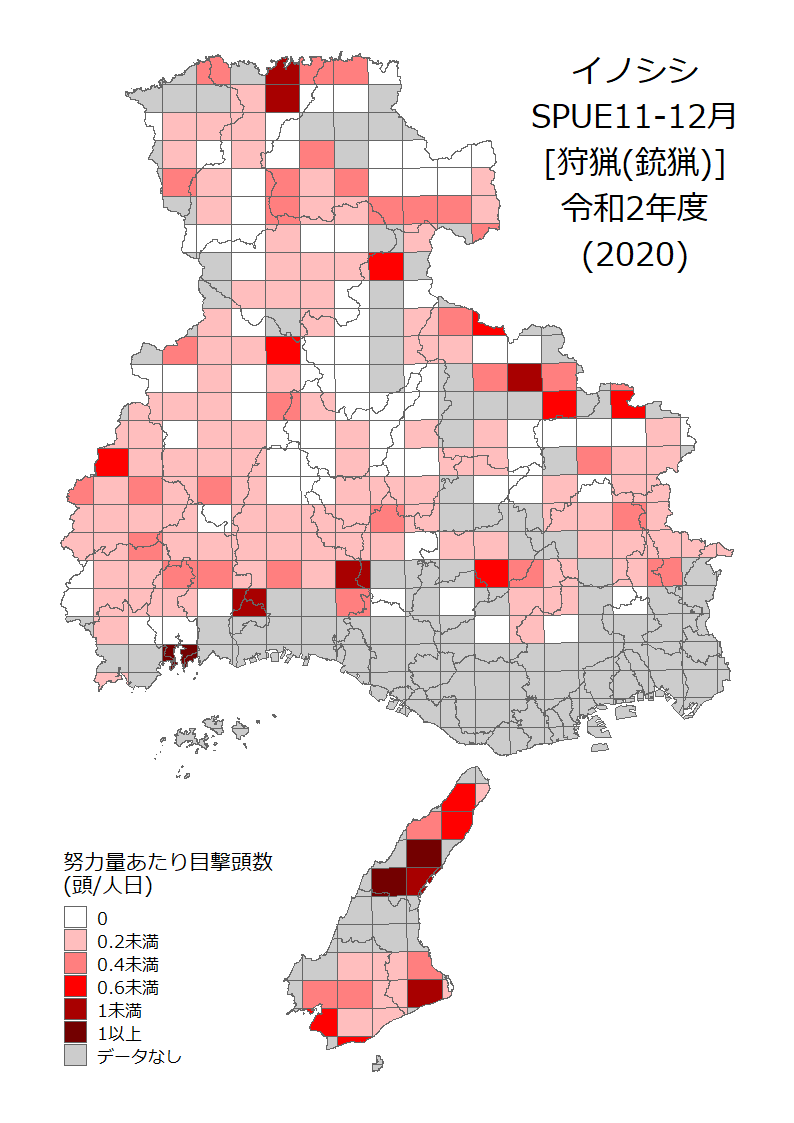 イノシシ
SPUE11-12月
[狩猟(銃猟)]
令和2年度
(2020)
努力量あたり目撃頭数
(頭/人日)
0
0.2未満
0.4未満
0.6未満
1未満
1以上
データなし